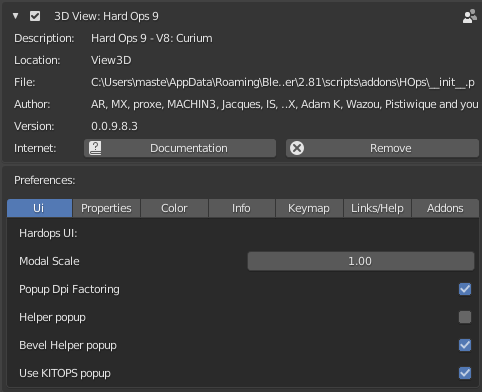 3D View: Hard Ops 9
Description: Hard Ops 9 - V8: Curium
Location: View3D
File: C:\Users\maste\AppData\Roaming\Ble..er\2.81\scripts\addons\HOps\__init__.p
Author: AR, MX, proxe, MACHIN3, Jacques, IS, ..X, Adam K, Wazou, Pistiwique and you
Version: 0.0.9.8.3
Internet: Documentation Remove
Preferences:
Ui Properties Color Info Keymap Links/Help Addons
Hardops UI:
Modal Scale 1.00
Popup Dpi Factoring
Helper popup
Bevel Helper popup
Use KITOPS popup